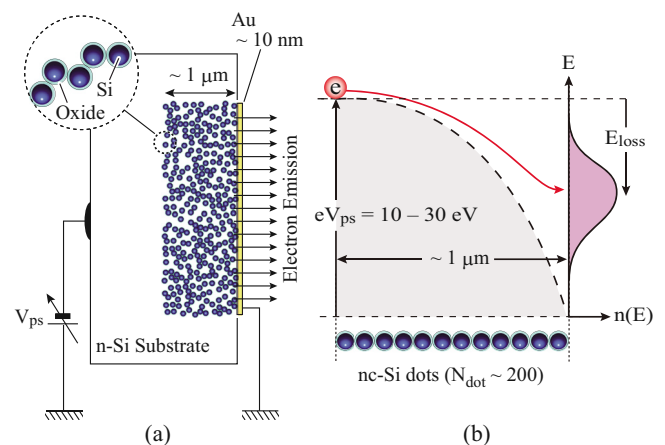 Au
~ 10 nm
~ 1 μm
Si
Oxide
Electron Emission
V_ps
n-Si Substrate
(a)
E
e
E_loss
eV_ps = 10 – 30 eV
~ 1 μm
n(E)
nc-Si dots (N_dot ~ 200)
(b)